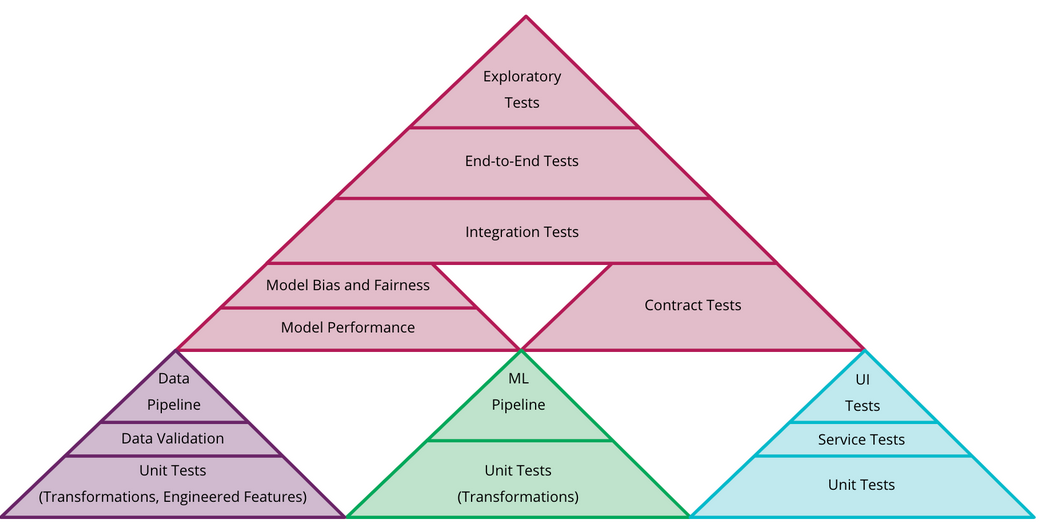 Exploratory
Tests
End-to-End Tests
Integration Tests
Model Bias and Fairness
Model Performance
Contract Tests
Data
Pipeline
Data Validation
Unit Tests
(Transformations, Engineered Features)
ML
Pipeline
Unit Tests
(Transformations)
UI
Tests
Service Tests
Unit Tests